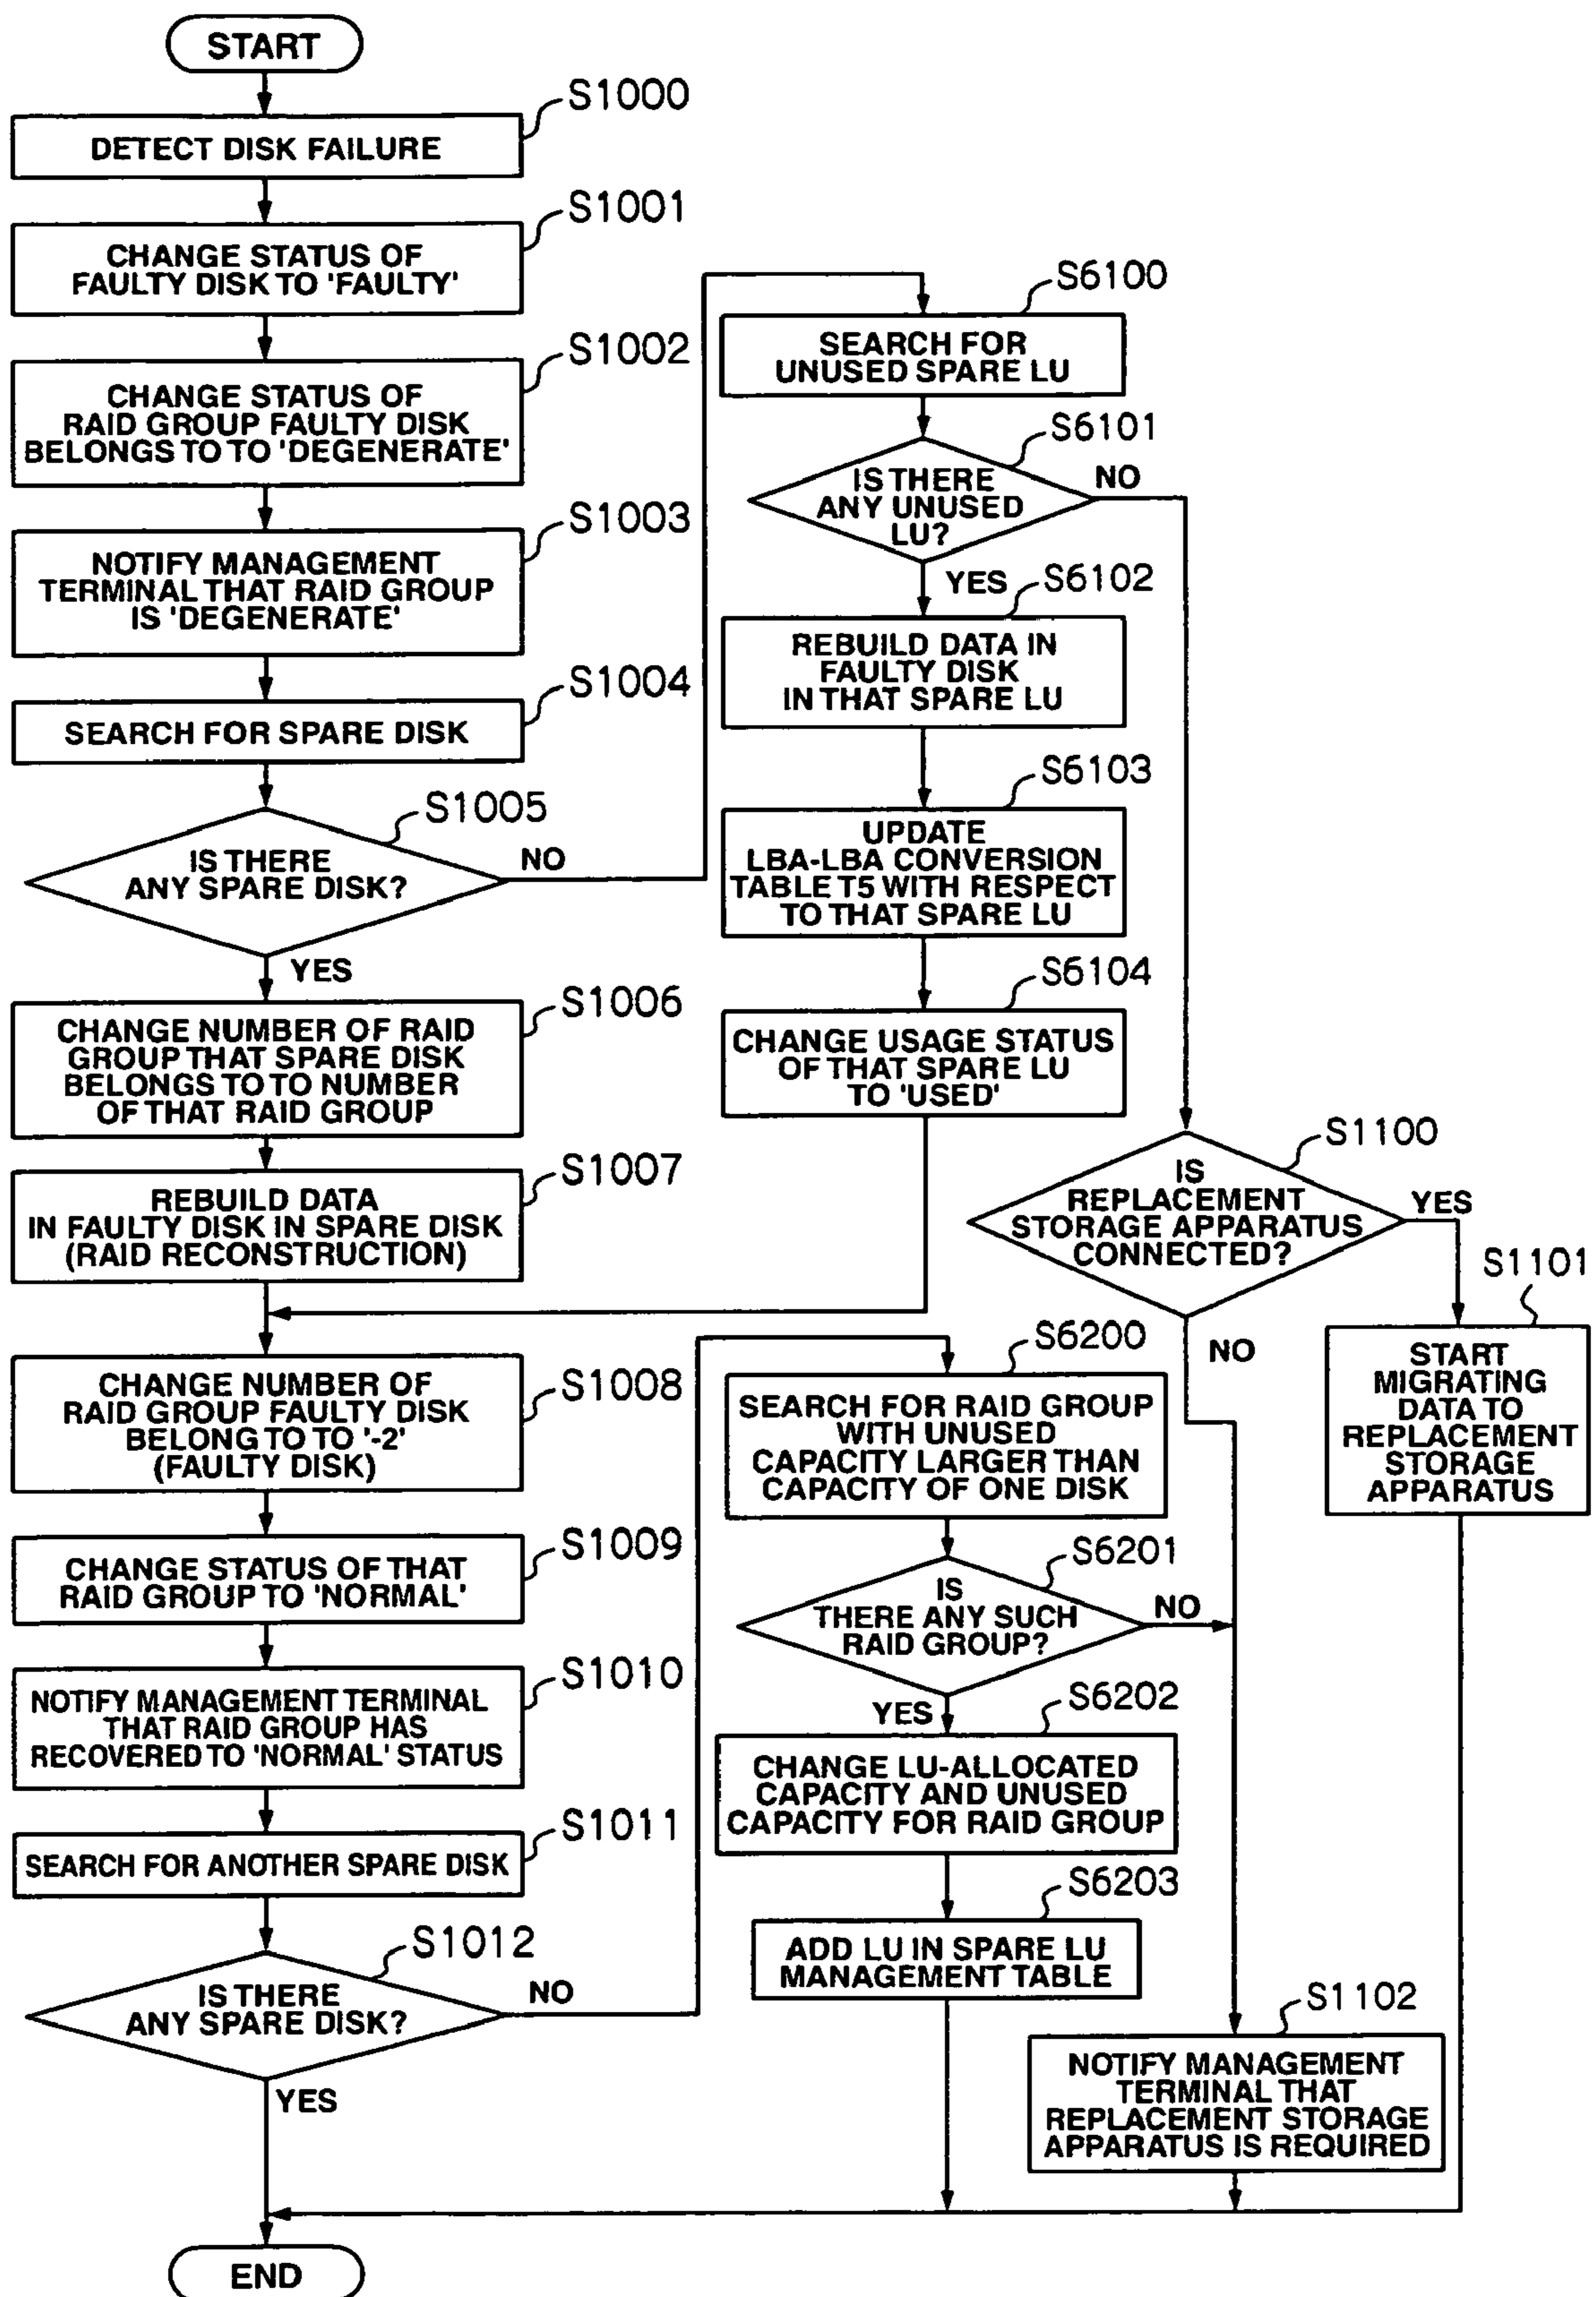 START
S1000
DETECT DISK FAILURE
S1001
CHANGE STATUS OF
FAULTY DISK TO 'FAULTY'
S1002
CHANGE STATUS OF
RAID GROUP FAULTY DISK
BELONGS TO TO 'DEGENERATE'
S1003
NOTIFY MANAGEMENT
TERMINAL THAT RAID GROUP
IS 'DEGENERATE'
S1004
SEARCH FOR SPARE DISK
S1005
IS THERE
ANY SPARE DISK?
NO
YES
S1006
CHANGE NUMBER OF RAID
GROUP THAT SPARE DISK
BELONGS TO TO NUMBER
OF THAT RAID GROUP
S1007
REBUILD DATA
IN FAULTY DISK IN SPARE DISK
(RAID RECONSTRUCTION)
S1008
CHANGE NUMBER OF
RAID GROUP FAULTY DISK
BELONG TO TO '-2'
(FAULTY DISK)
S1009
CHANGE STATUS OF THAT
RAID GROUP TO 'NORMAL'
S1010
NOTIFY MANAGEMENT TERMINAL
THAT RAID GROUP HAS
RECOVERED TO 'NORMAL' STATUS
S1011
SEARCH FOR ANOTHER SPARE DISK
S1012
IS THERE
ANY SPARE DISK?
NO
YES
END
S6100
SEARCH FOR
UNUSED SPARE LU
S6101
IS THERE
ANY UNUSED
LU?
NO
YES
S6102
REBUILD DATA IN
FAULTY DISK
IN THAT SPARE LU
S6103
UPDATE
LBA-LBA CONVERSION
TABLE T5 WITH RESPECT
TO THAT SPARE LU
S6104
CHANGE USAGE STATUS
OF THAT SPARE LU
TO 'USED'
S1100
IS
REPLACEMENT
STORAGE APPARATUS
CONNECTED?
YES
NO
S1101
START
MIGRATING
DATA TO
REPLACEMENT
STORAGE
APPARATUS
S6200
SEARCH FOR RAID GROUP
WITH UNUSED
CAPACITY LARGER THAN
CAPACITY OF ONE DISK
S6201
IS
THERE ANY SUCH
RAID GROUP?
NO
YES
S6202
CHANGE LU-ALLOCATED
CAPACITY AND UNUSED
CAPACITY FOR RAID GROUP
S6203
ADD LU IN SPARE LU
MANAGEMENT TABLE
S1102
NOTIFY MANAGEMENT
TERMINAL THAT
REPLACEMENT STORAGE
APPARATUS IS REQUIRED